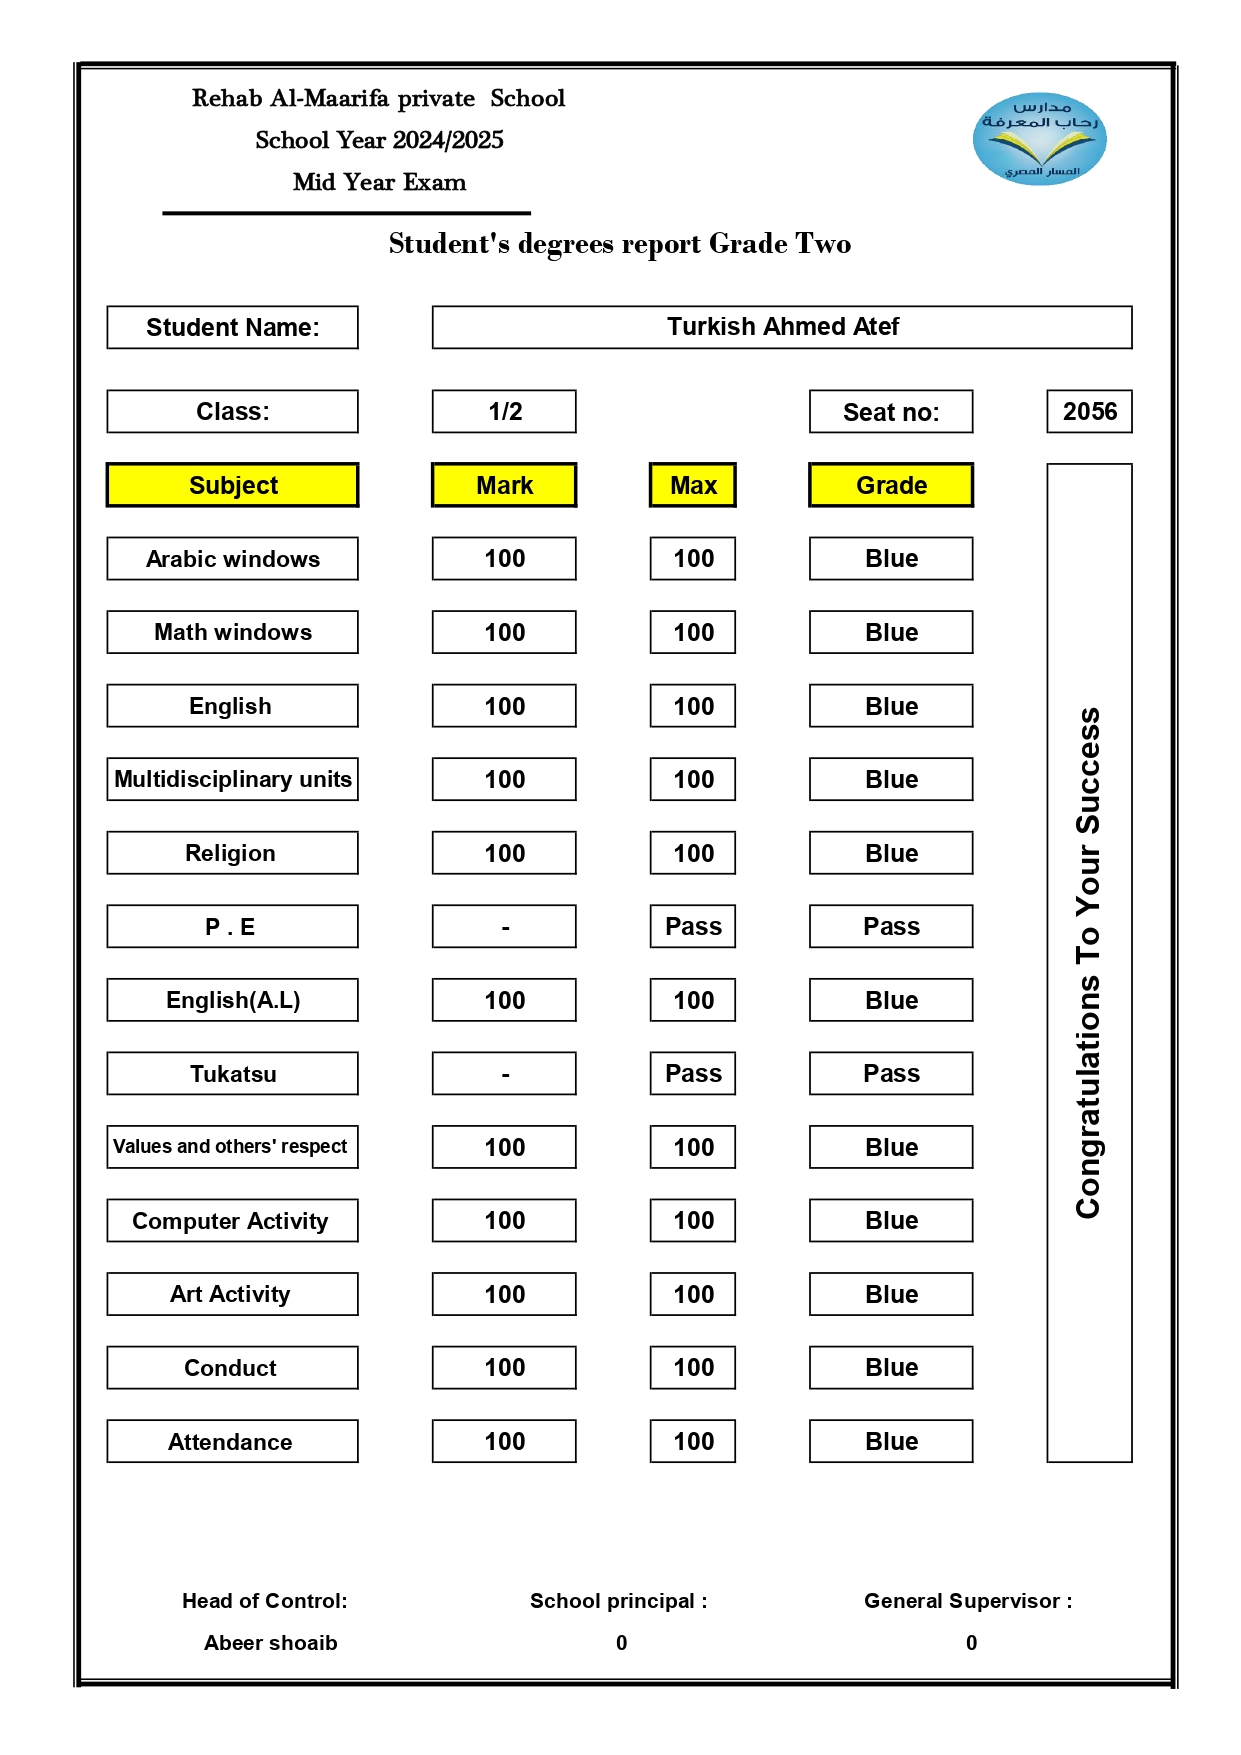 Rehab Al-Maarifa private School
School Year 2024/2025
Mid Year Exam
مدارس
رحاب المعرفة
المسار المصري
Student's degrees report Grade Two
Student Name: Turkish Ahmed Atef
Class: 1/2 Seat no: 2056
Subject Mark Max Grade
Arabic windows 100 100 Blue
Math windows 100 100 Blue
English 100 100 Blue
Multidisciplinary units 100 100 Blue
Religion 100 100 Blue
P . E - Pass Pass
English(A.L) 100 100 Blue
Tukatsu - Pass Pass
Values and others' respect 100 100 Blue
Computer Activity 100 100 Blue
Art Activity 100 100 Blue
Conduct 100 100 Blue
Attendance 100 100 Blue
Congratulations To Your Success
Head of Control: School principal : General Supervisor :
Abeer shoaib 0 0